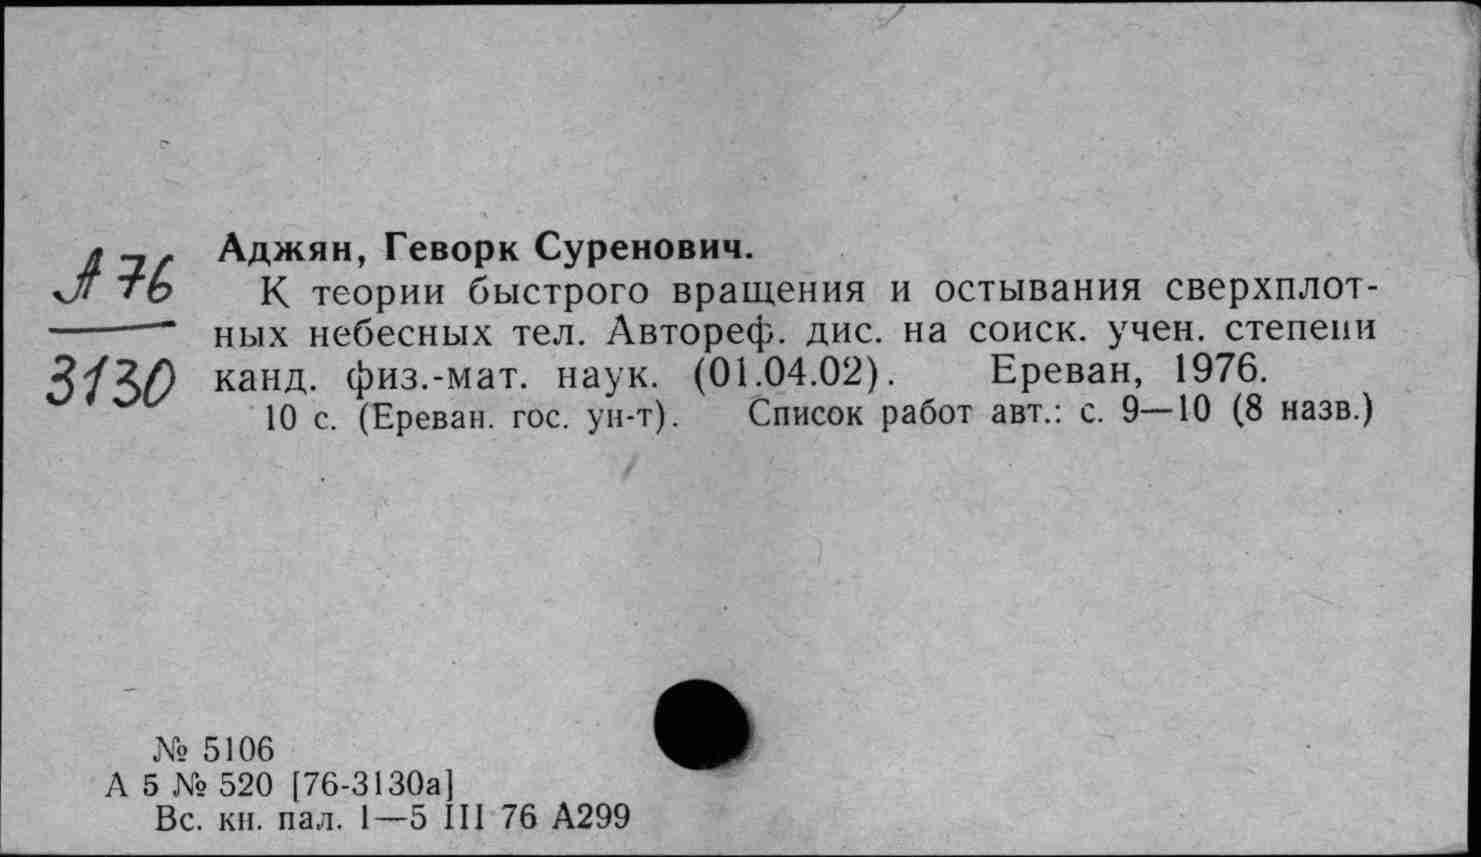 А 76
3130
Аджян, Геворк Суренович.
К теории быстрого вращения и остывания сверхплот-
ных небесных тел. Автореф. дис. на соиск. учен. степени
канд. физ.-мат. наук. (01.04.02). Ереван, 1976.
10 с. (Ереван. гос. ун-т). Список работ авт.: с. 9—10 (8 назв.)
№ 5106
А 5 № 520 [76-3130а]
Вс. кн. пал. 1—5 III 76 А299